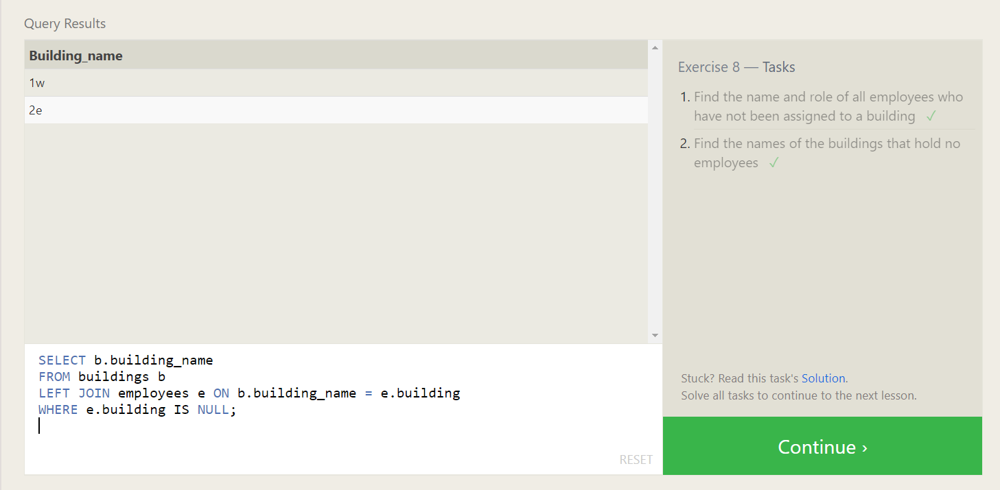 Query Results
Building_name
1w
2e
SELECT b.building_name
FROM buildings b
LEFT JOIN employees e ON b.building_name = e.building
WHERE e.building IS NULL;
RESET
Exercise 8 — Tasks
1. Find the name and role of all employees who
have not been assigned to a building ✓
2. Find the names of the buildings that hold no
employees ✓
Stuck? Read this task's Solution.
Solve all tasks to continue to the next lesson.
Continue ›